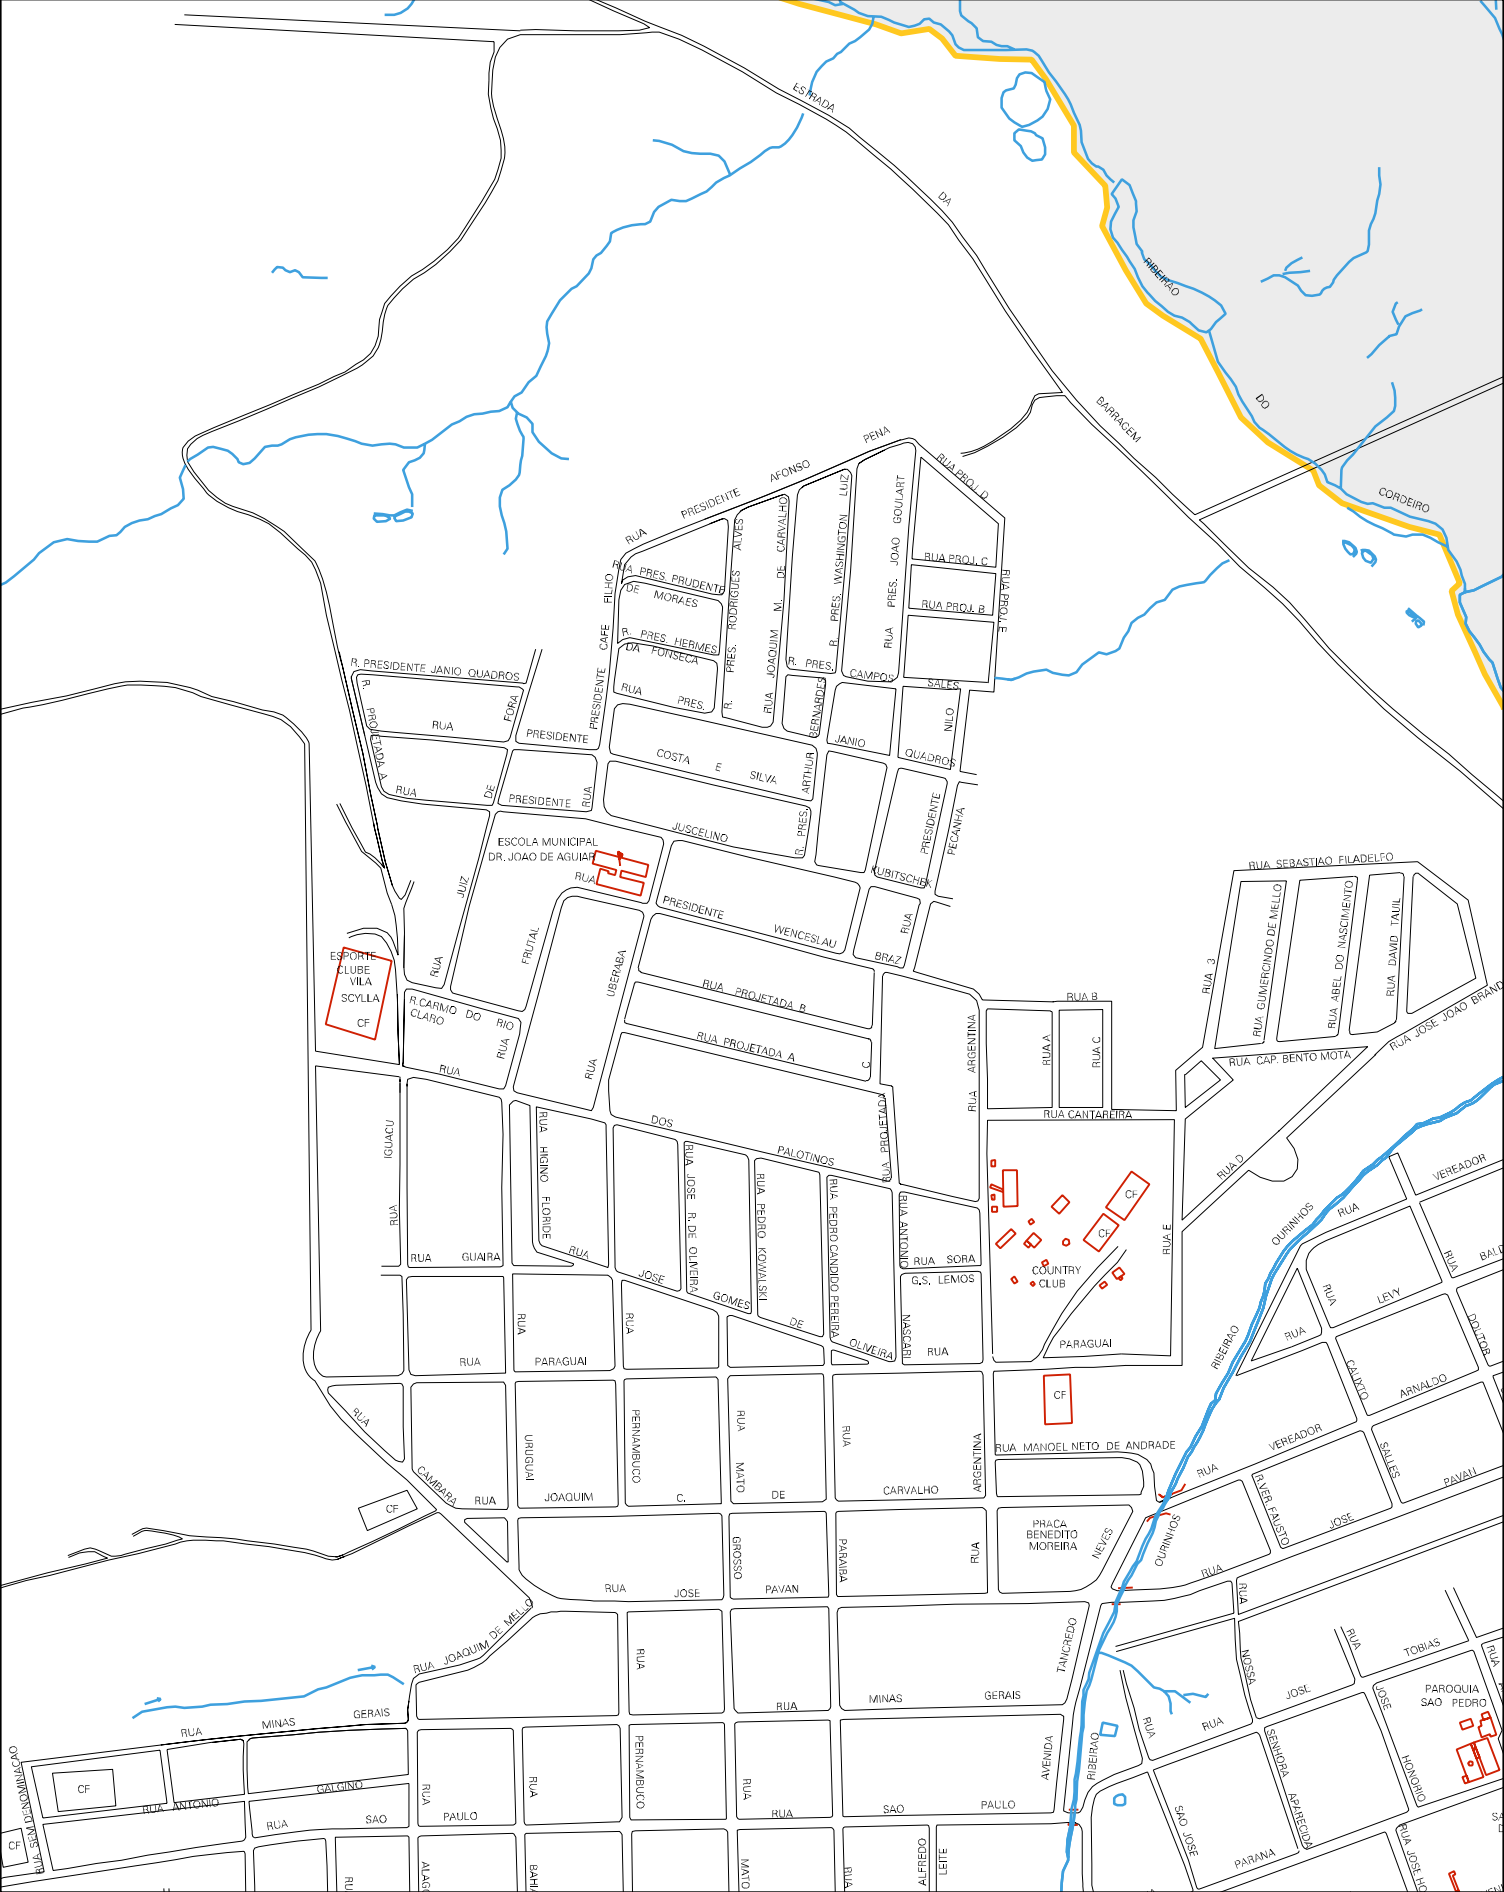 ESTRADA
DA
BARRAGEM
RIBEIRAO
DO
CORDEIRO
RUA PRESIDENTE AFONSO PENA
RUA PROJ. D
RUA PROJ. C
RUA PROJ. B
RUA PROJ. E
RUA PRES. PRUDENTE
DE MORAES
R. PRES. HERMES
DA FONSECA
RUA PRES.
COSTA E SILVA
PRESIDENTE CAFE FILHO
RUA
R. PRES. RODRIGUES ALVES
RUA JOAQUIM M. DE CARVALHO
R. PRES. WASHINGTON LUIZ
RUA PRES. JOAO GOULART
R. PRES. CAMPOS SALES
R. PRES. ARTHUR BERNARDES
RUA PRESIDENTE NILO PECANHA
R. PRESIDENTE JANIO QUADROS
R. PROJETADA A
RUA PRESIDENTE
JANIO QUADROS
RUA PRESIDENTE
JUSCELINO KUBITSCHEK
RUA JUIZ DE FORA
ESCOLA MUNICIPAL
DR. JOAO DE AGUIAR
RUA PRESIDENTE WENCESLAU BRAZ
ESPORTE
CLUBE
VILA
SCYLLA
CF
R.CARMO DO RIO
CLARO
RUA FRUTAL
RUA UBERABA
RUA PROJETADA B
RUA PROJETADA A
RUA PROJETADA C
RUA DOS PALOTINOS
RUA ARGENTINA
RUA B
RUA A
RUA C
RUA CANTAREIRA
RUA 3
RUA SEBASTIAO FILADELFO
RUA GUMERCINDO DE MELLO
RUA ABEL DO NASCIMENTO
RUA DAVID TAUIL
RUA JOSE JOAO BRAND
RUA CAP. BENTO MOTA
RUA D
RUA E
RUA IGUACU
RUA HIGINO FLORIDE
RUA JOSE R. DE OLIVEIRA
RUA PEDRO KOWALSKI
RUA PEDRO CANDIDO PEREIRA
RUA ANTONIO NASCARI
RUA SORA
G.S. LEMOS
RUA GUAIRA
RUA JOSE GOMES DE OLIVEIRA
COUNTRY
CLUB
CF
CF
RUA PARAGUAI
RUA PARAGUAI
CF
RUA MANOEL NETO DE ANDRADE
RUA CAMBARA
RUA URUGUAI
RUA PERNAMBUCO
RUA MATO GROSSO
RUA PARAIBA
RUA ARGENTINA
RUA JOAQUIM C. DE CARVALHO
CF
PRACA
BENEDITO
MOREIRA
RUA JOSE PAVAN
RUA JOAQUIM DE MELLO
AVENIDA TANCREDO NEVES
RIBEIRAO OURINHOS
RIBEIRAO OURINHOS
RUA VEREADOR
RUA LEVY
BALD
RUA DOUTOR
RUA CALIXTO SALLES
RUA VEREADOR ARNALDO
R.VER. FAUSTO
RUA JOSE PAVAN
RUA NOSSA SENHORA APARECIDA
RUA JOSE TOBIAS
RUA JOSE HONORIO
RUA
PAROQUIA
SAO PEDRO
RUA SAO JOSE
PARANA
RUA JOSE HO
RUA MINAS GERAIS
RUA MINAS GERAIS
RUA SEM DENOMINACAO
CF
CF
RUA ANTONIO GALGINO
RUA SAO PAULO
RUA SAO PAULO
RUA
ALAGO
RUA
BAHIA
RUA PERNAMBUCO
RUA MATO
RUA
ALFREDO
LEITE
RU